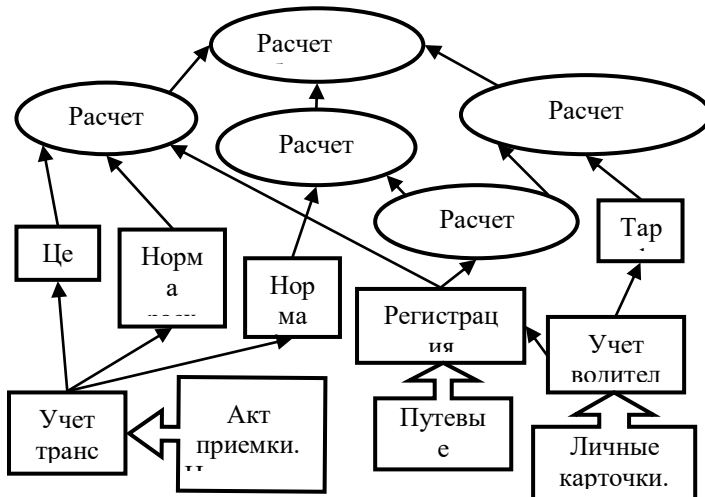 Расчет
Расчет
Расчет
Расчет
Расчет
Це
Норм
а
Нор
ма
Тар
Регистрац
ия
Учет
водител
Учет
транс
Акт
приемки.
Путевы
е
Личные
карточки.